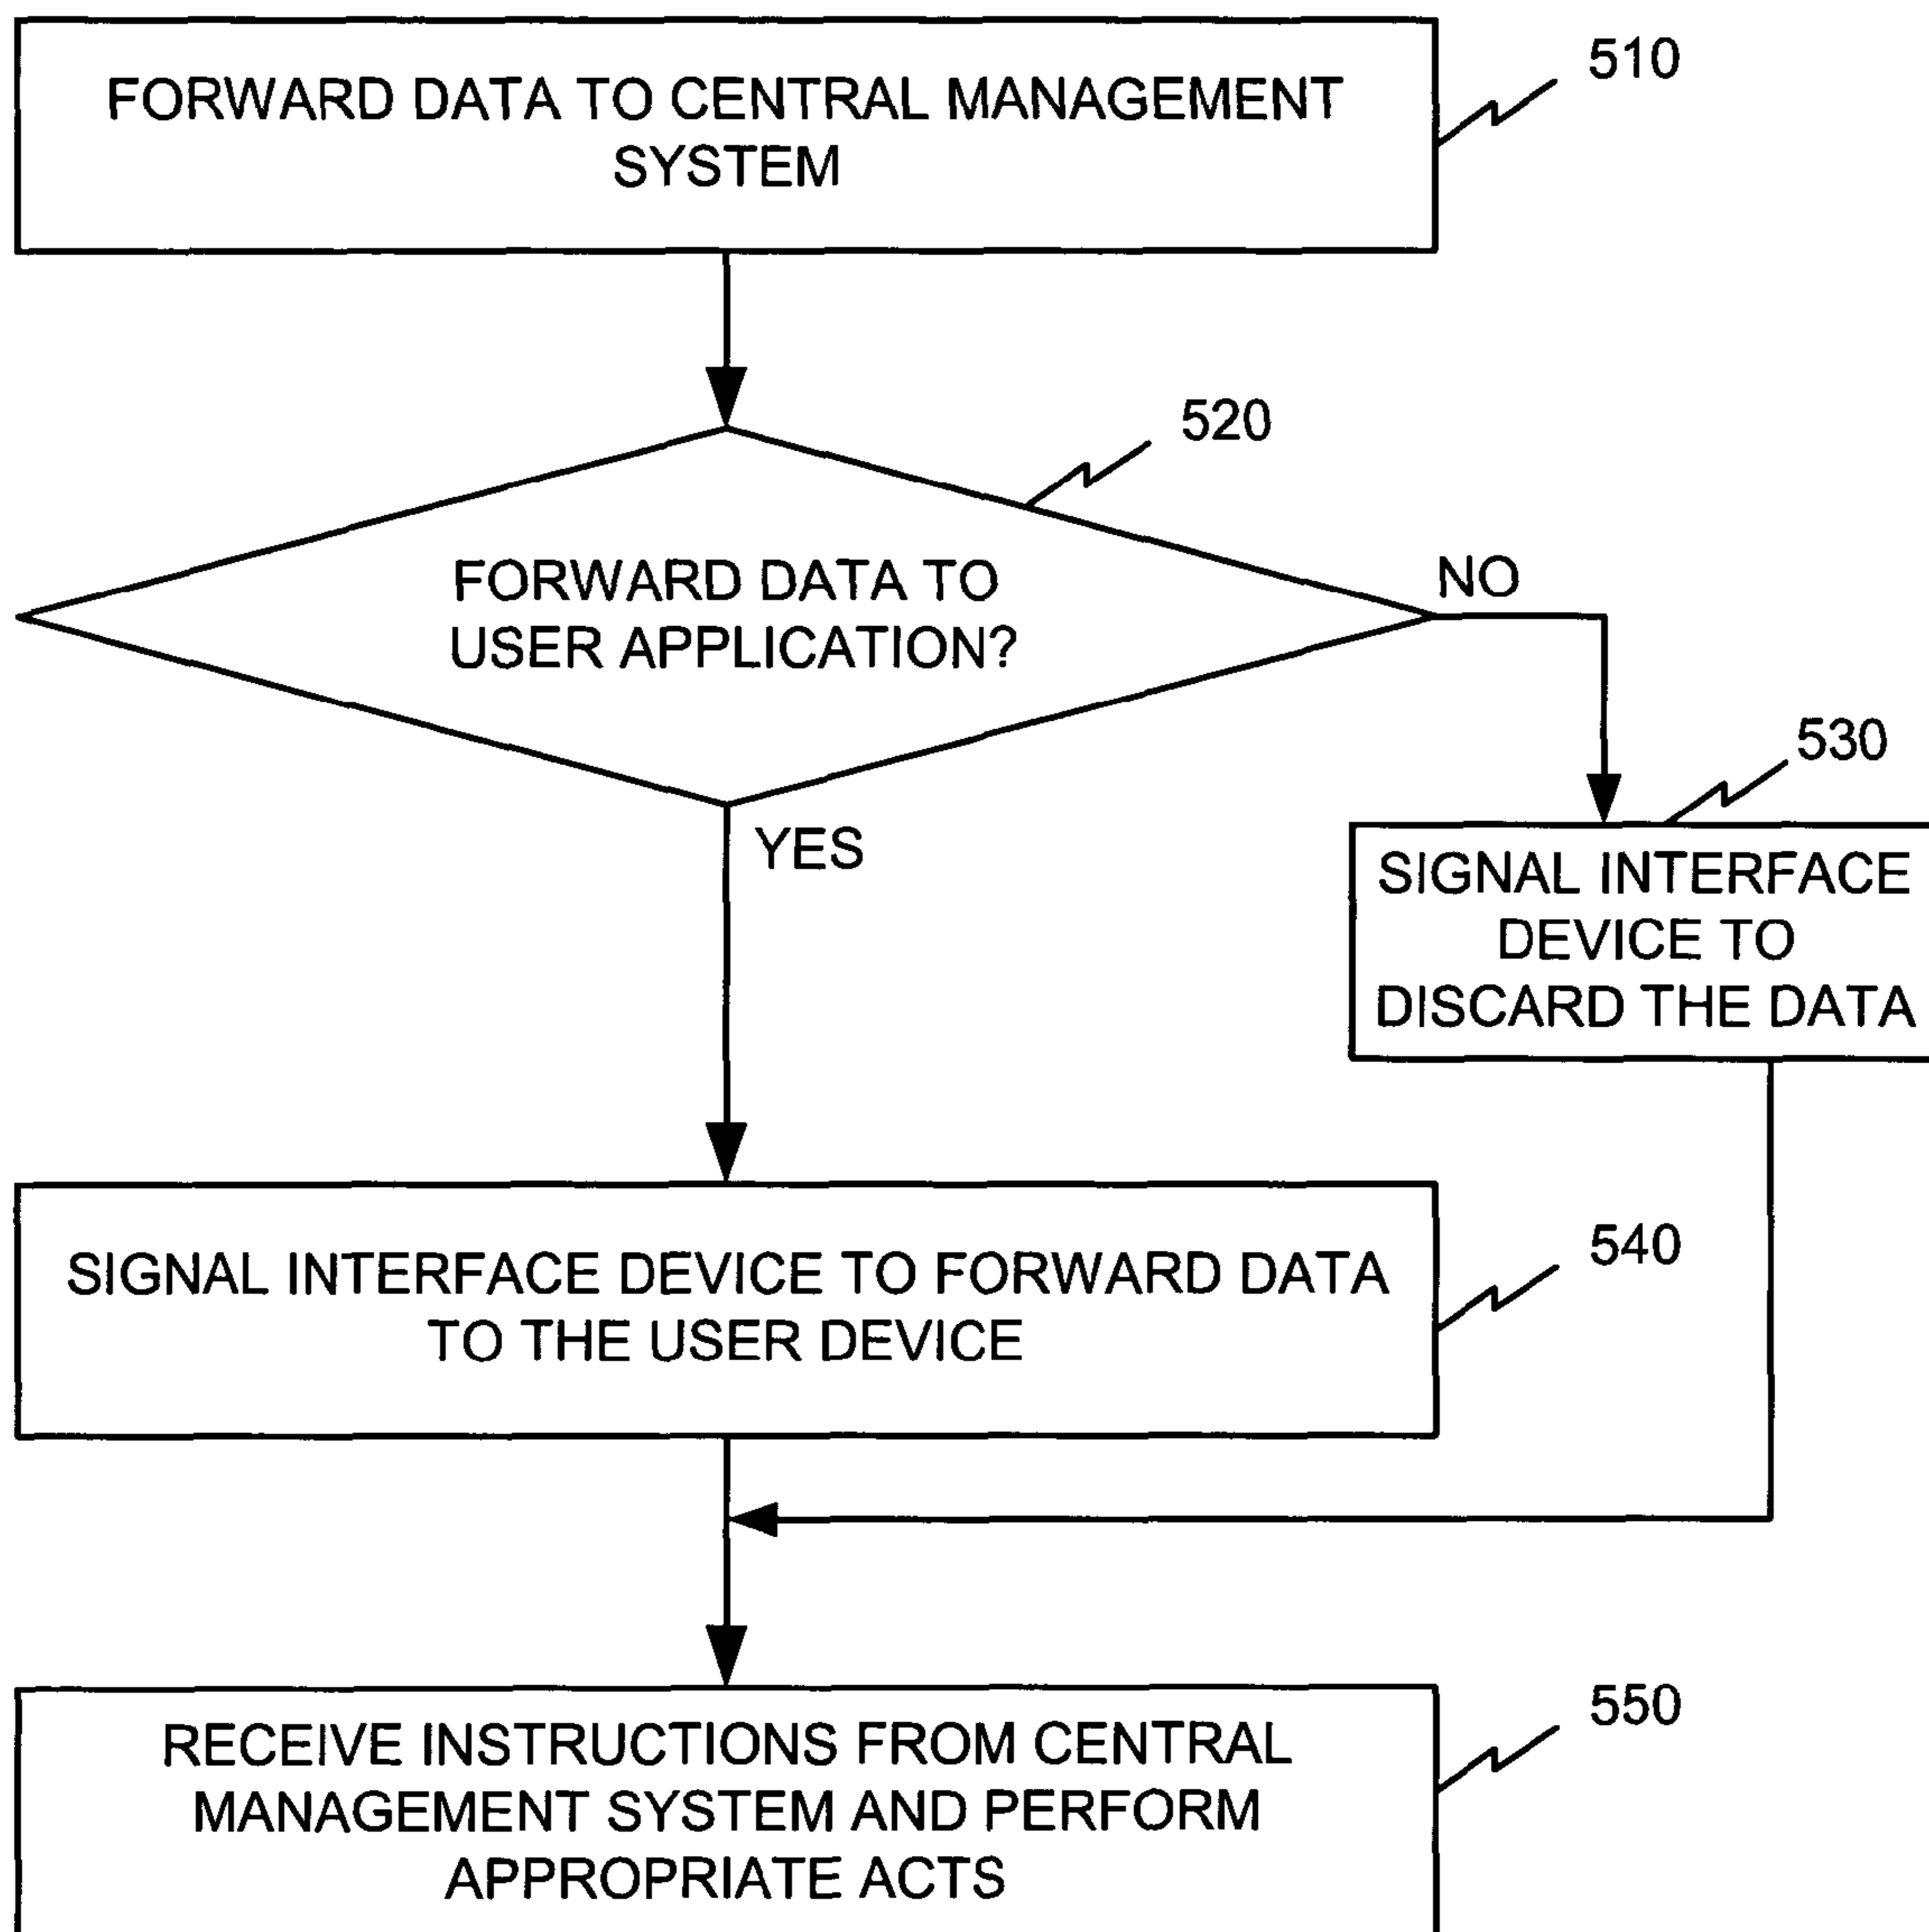 510
FORWARD DATA TO CENTRAL MANAGEMENT
SYSTEM
520
FORWARD DATA TO
USER APPLICATION?
NO
YES
530
SIGNAL INTERFACE
DEVICE TO
DISCARD THE DATA
540
SIGNAL INTERFACE DEVICE TO FORWARD DATA
TO THE USER DEVICE
550
RECEIVE INSTRUCTIONS FROM CENTRAL
MANAGEMENT SYSTEM AND PERFORM
APPROPRIATE ACTS